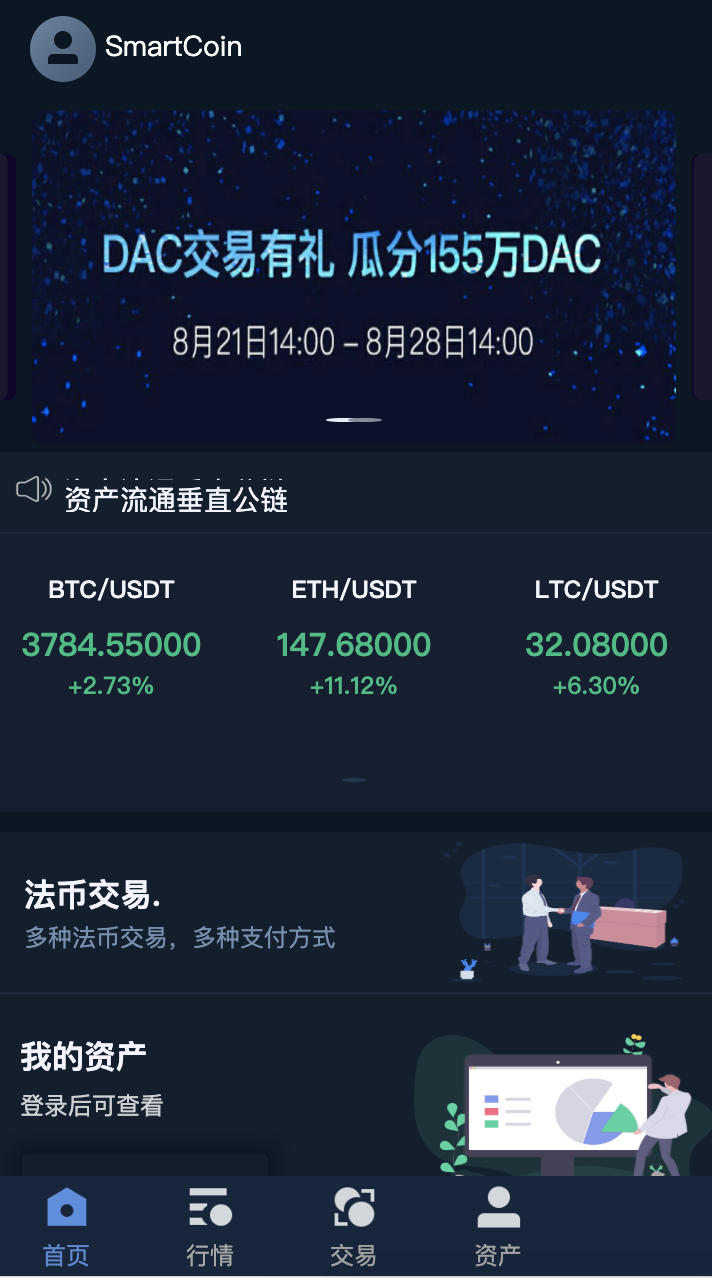 SmartCoin
DAC交易有礼 瓜分155万DAC
8月21日14:00 – 8月28日14:00
资产流通垂直公链
BTC/USDT ETH/USDT LTC/USDT
3784.55000 147.68000 32.08000
+2.73% +11.12% +6.30%
法币交易.
多种法币交易，多种支付方式
我的资产
登录后可查看
首页 行情 交易 资产